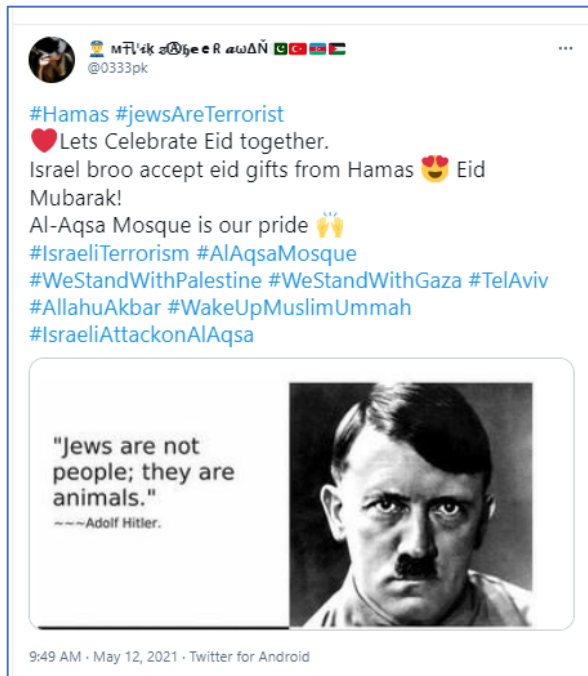 @0333pk
#Hamas #jewsAreTerrorist
❤️Lets Celebrate Eid together.
Israel broo accept eid gifts from Hamas 😍 Eid
Mubarak!
Al-Aqsa Mosque is our pride 🙌
#IsraeliTerrorism #AlAqsaMosque
#WeStandWithPalestine #WeStandWithGaza #TelAviv
#AllahuAkbar #WakeUpMuslimUmmah
#IsraeliAttackonAlAqsa
"Jews are not
people; they are
animals."
~~~Adolf Hitler.
9:49 AM · May 12, 2021 · Twitter for Android